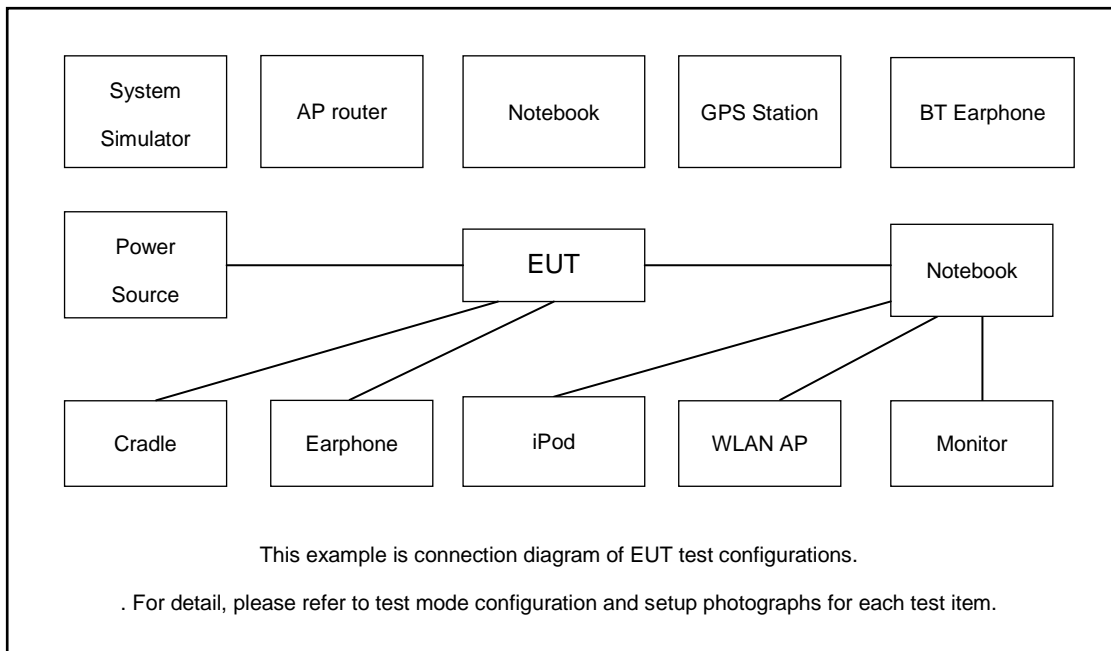 System
Simulator
AP router
Notebook
GPS Station
BT Earphone
Power
Source
EUT
Notebook
Cradle
Earphone
iPod
WLAN AP
Monitor
This example is connection diagram of EUT test configurations.
. For detail, please refer to test mode configuration and setup photographs for each test item.